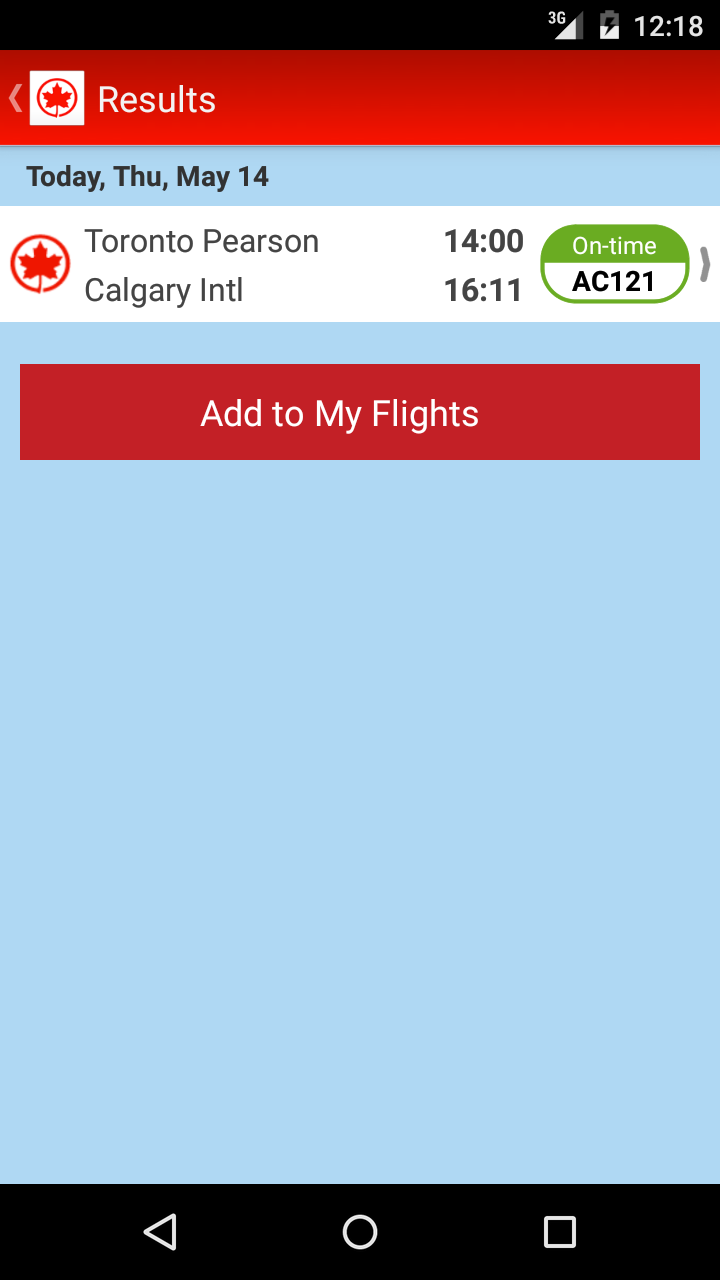 3G 12:18
Results
Today, Thu, May 14
Toronto Pearson 14:00 On-time
Calgary Intl 16:11 AC121
Add to My Flights